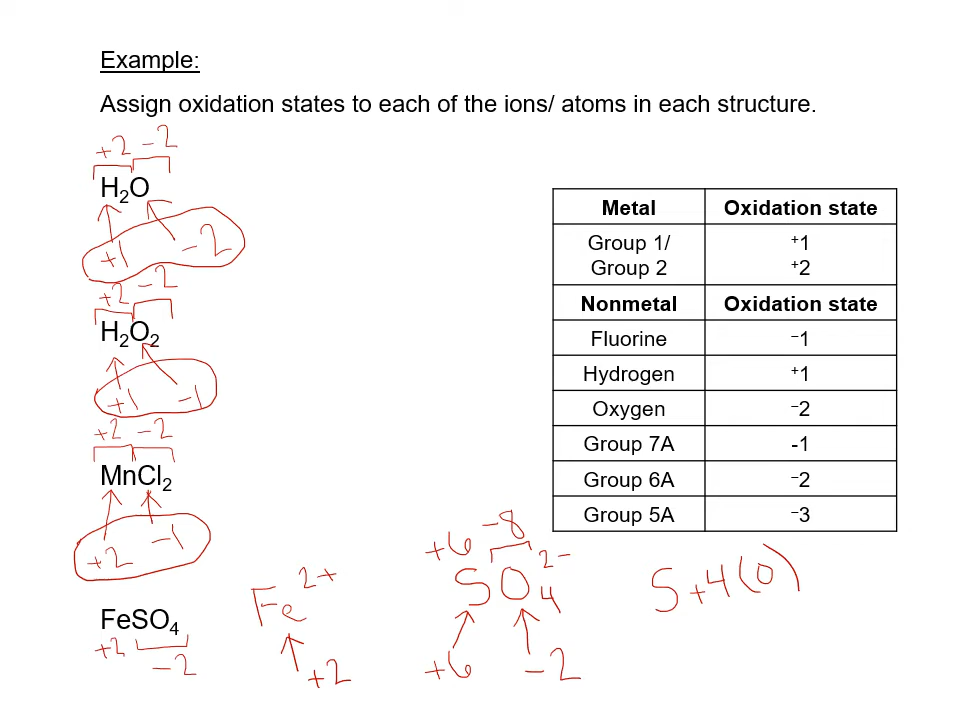 Example:
Assign oxidation states to each of the ions/ atoms in each structure.
+2 -2
H₂O
+1 -2
+2 -2
H₂O₂
+1 -1
+2 -2
MnCl₂
+2 -1
FeSO₄
+2 -2
Fe²⁺
+2
+6 -8
SO₄²⁻
+6 -2
S+4(O)
Metal Oxidation state
Group 1/ ⁺1
Group 2 ⁺2
Nonmetal Oxidation state
Fluorine ⁻1
Hydrogen ⁺1
Oxygen ⁻2
Group 7A -1
Group 6A ⁻2
Group 5A ⁻3